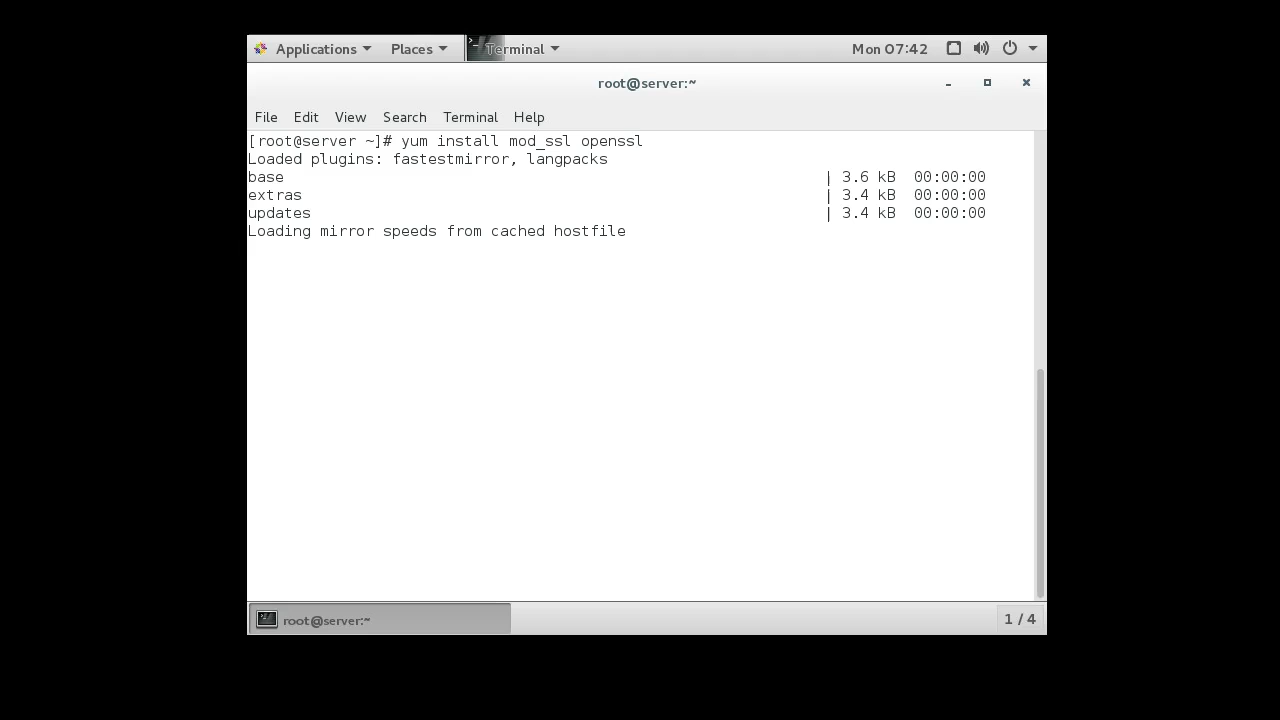 Applications Places Terminal Mon 07:42
root@server:~
File Edit View Search Terminal Help
[root@server ~]# yum install mod_ssl openssl
Loaded plugins: fastestmirror, langpacks
base | 3.6 kB 00:00:00
extras | 3.4 kB 00:00:00
updates | 3.4 kB 00:00:00
Loading mirror speeds from cached hostfile
root@server:~ 1 / 4